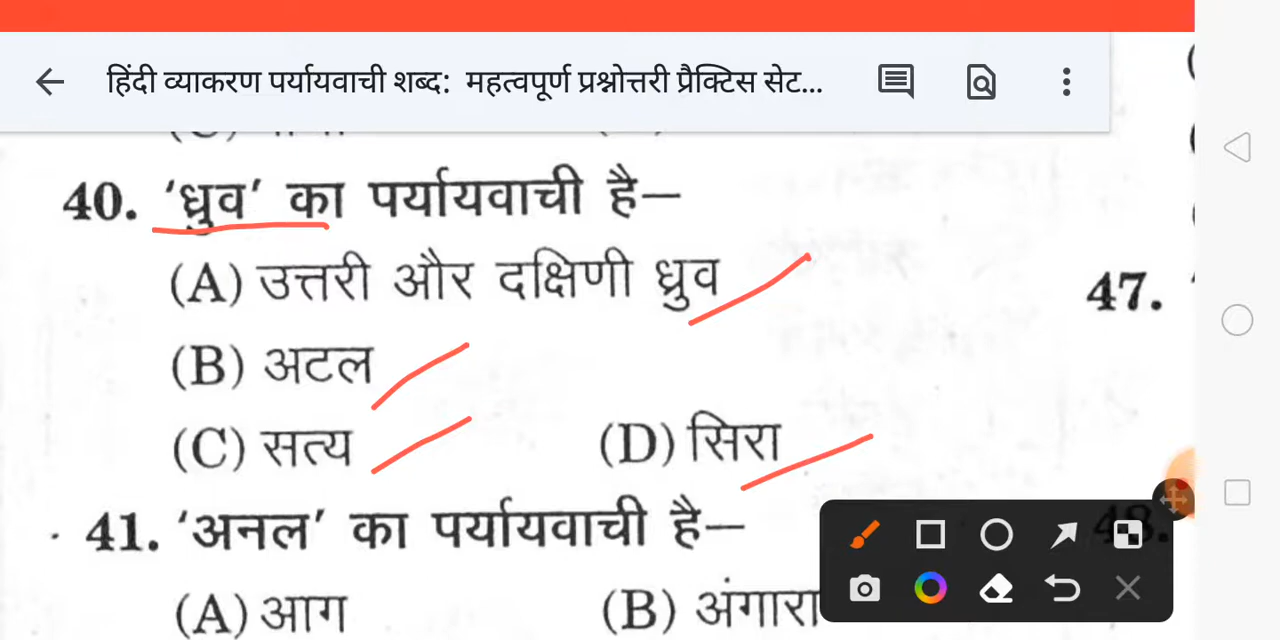 हिंदी व्याकरण पर्यायवाची शब्द: महत्वपूर्ण प्रश्नोत्तरी प्रैक्टिस सेट...
40. 'ध्रुव' का पर्यायवाची है—
(A) उत्तरी और दक्षिणी ध्रुव
(B) अटल
(C) सत्य (D) सिरा
41. 'अनल' का पर्यायवाची है—
(A) आग (B) अंगारा
47.
48.